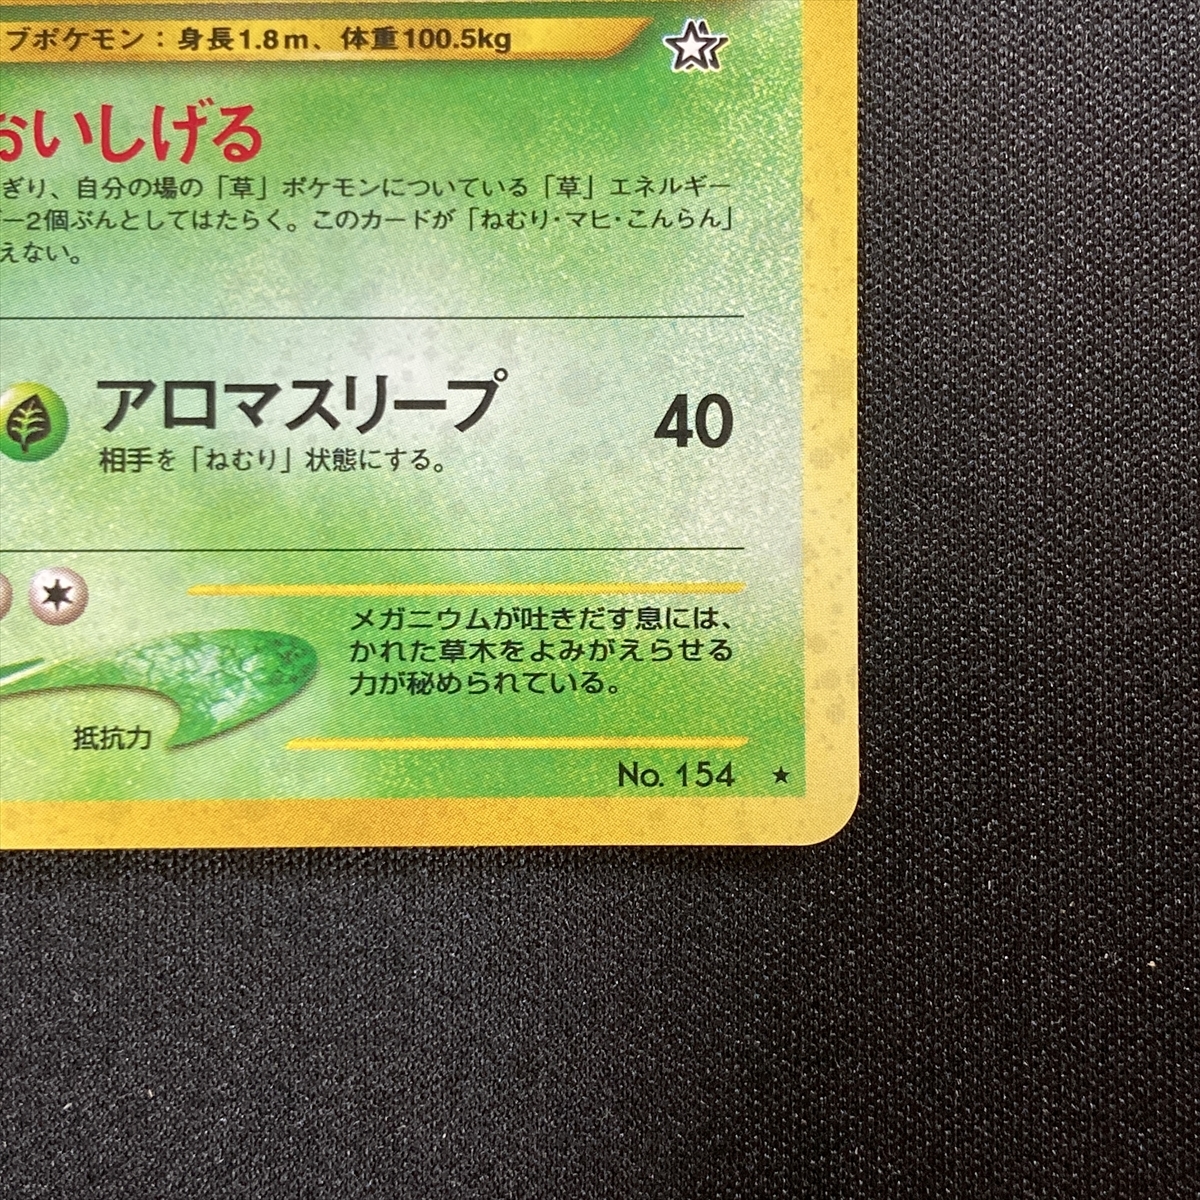 ブポケモン：身長1.8m、体重100.5kg
おいしげる
ぎり、自分の場の「草」ポケモンについている「草」エネルギー
ギー2個ぶんとしてはたらく。このカードが「ねむり・マヒ・こんらん」
えない。
アロマスリープ 40
相手を「ねむり」状態にする。
メガニウムが吐きだす息には、
かれた草木をよみがえらせる
力が秘められている。
抵抗力
No. 154 ★